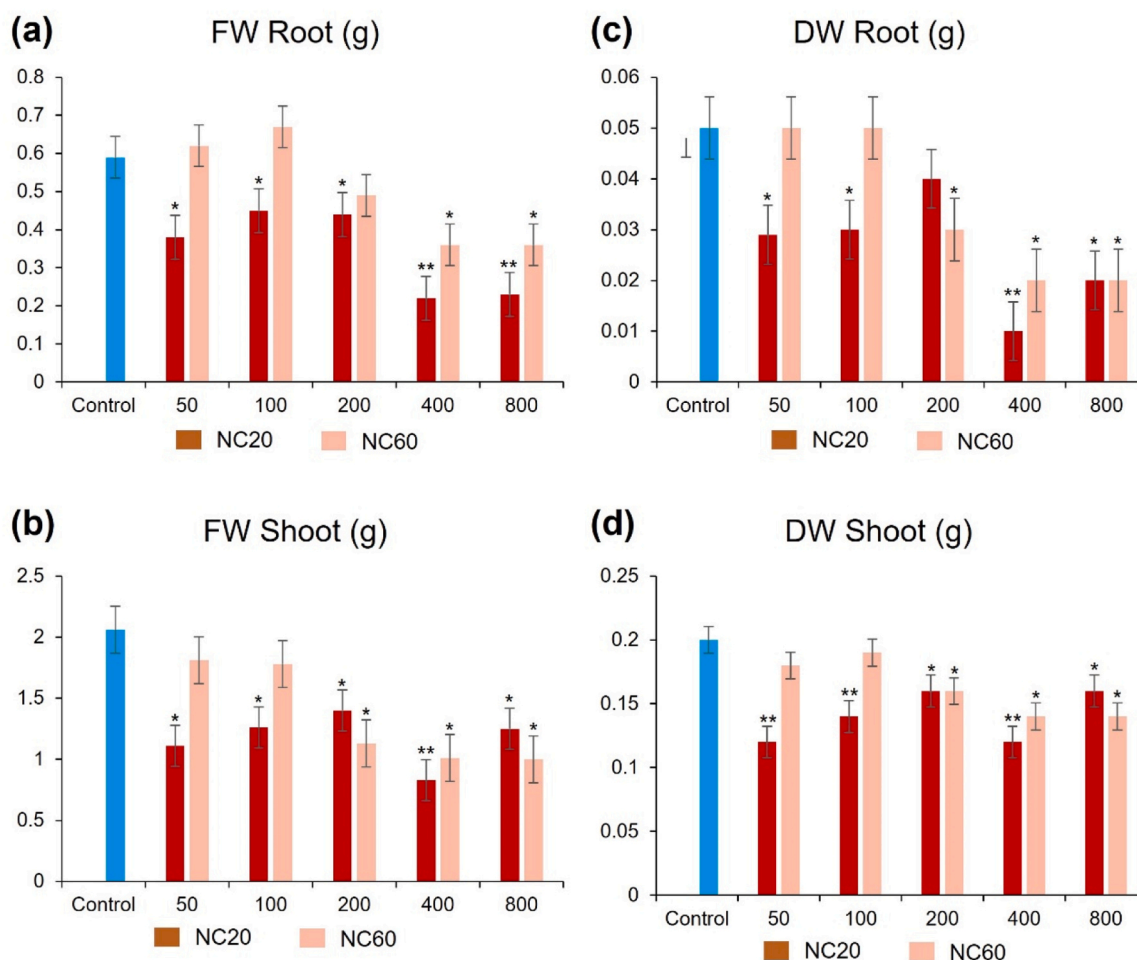 (a) FW Root (g)
0.8
0.7
0.6
0.5
0.4
0.3
0.2
0.1
0
* * * ** * ** *
Control 50 100 200 400 800
NC20 NC60
(c) DW Root (g)
0.06
0.05
0.04
0.03
0.02
0.01
0
* * * ** * * *
Control 50 100 200 400 800
NC20 NC60
(b) FW Shoot (g)
2.5
2
1.5
1
0.5
0
* * * * ** * * *
Control 50 100 200 400 800
NC20 NC60
(d) DW Shoot (g)
0.25
0.2
0.15
0.1
0.05
0
** ** * * ** * * *
Control 50 100 200 400 800
NC20 NC60